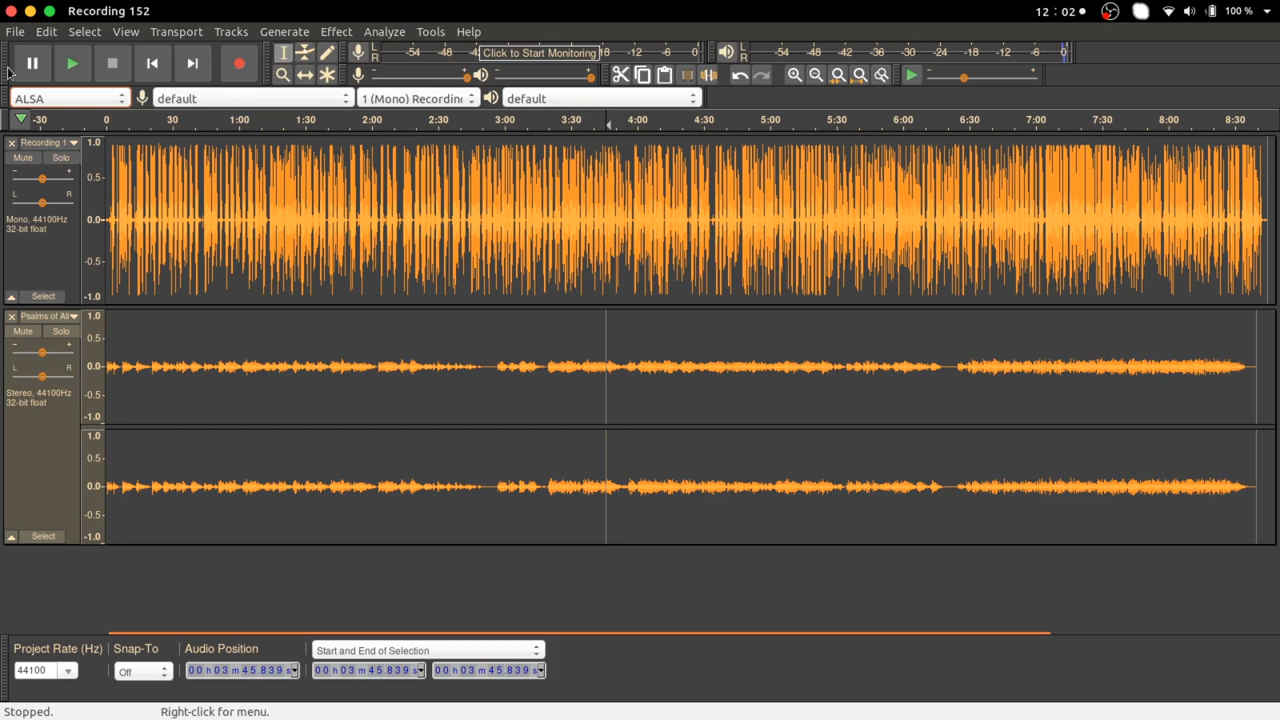 Recording 152
12:02
100 %
File Edit Select View Transport Tracks Generate Effect Analyze Tools Help
L R -54 -48 Click to Start Monitoring -18 -12 -6 0
L R -54 -48 -42 -36 -30 -24 -18 -12 -6 0
ALSA default 1 (Mono) Recording default
-30 0 30 1:00 1:30 2:00 2:30 3:00 3:30 4:00 4:30 5:00 5:30 6:00 6:30 7:00 7:30 8:00 8:30
Recording 1
Mute Solo
- +
L R
Mono, 44100Hz
32-bit float
Select
1.0
0.5
0.0
-0.5
-1.0
Psalms of Ali
Mute Solo
- +
L R
Stereo, 44100Hz
32-bit float
Select
1.0
0.5
0.0
-0.5
-1.0
1.0
0.5
0.0
-0.5
-1.0
Project Rate (Hz) Snap-To Audio Position Start and End of Selection
44100 Off 00 h 03 m 45.839 s 00 h 03 m 45.839 s 00 h 03 m 45.839 s
Stopped. Right-click for menu.